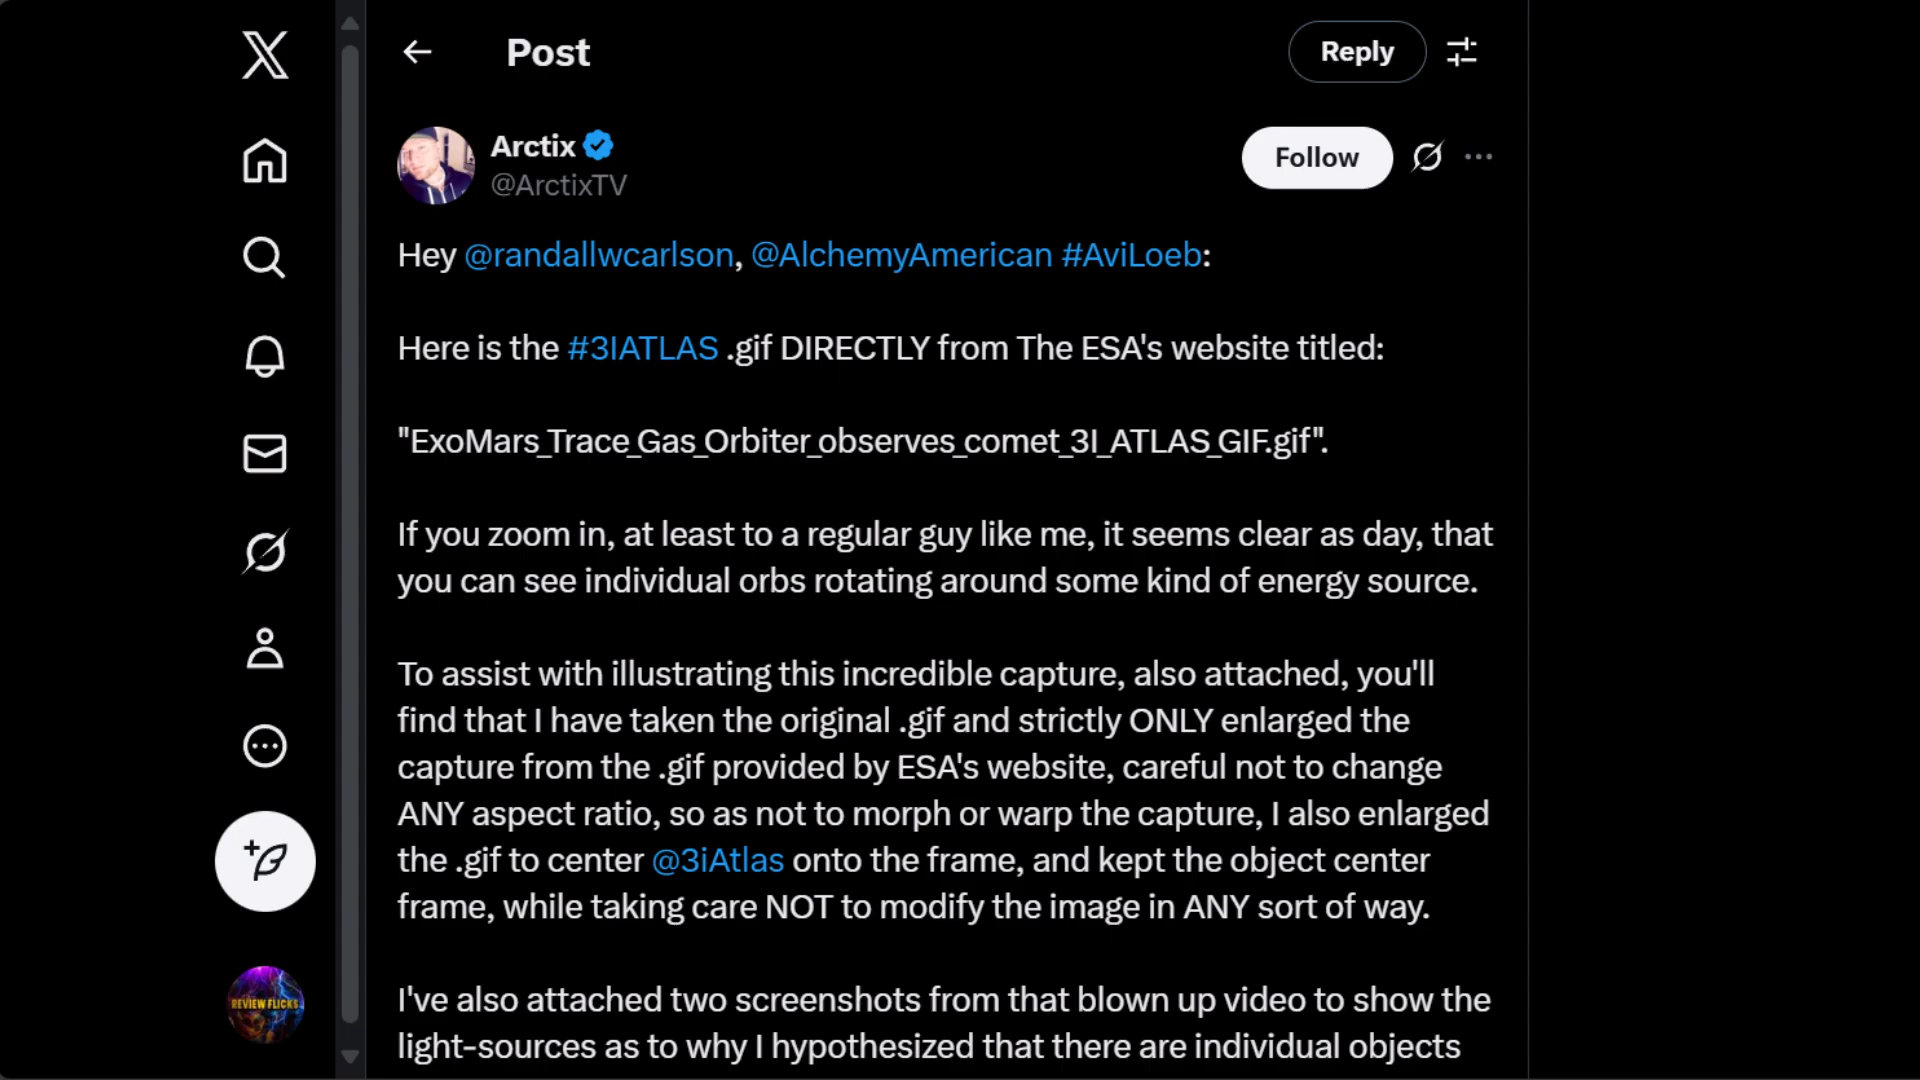 Post
Reply
Arctix
@ArctixTV
Follow
Hey @randallwcarlson, @AlchemyAmerican #AviLoeb:
Here is the #3IATLAS .gif DIRECTLY from The ESA's website titled:
"ExoMars_Trace_Gas_Orbiter_observes_comet_3I_ATLAS_GIF.gif".
If you zoom in, at least to a regular guy like me, it seems clear as day, that
you can see individual orbs rotating around some kind of energy source.
To assist with illustrating this incredible capture, also attached, you'll
find that I have taken the original .gif and strictly ONLY enlarged the
capture from the .gif provided by ESA's website, careful not to change
ANY aspect ratio, so as not to morph or warp the capture, I also enlarged
the .gif to center @3iAtlas onto the frame, and kept the object center
frame, while taking care NOT to modify the image in ANY sort of way.
I've also attached two screenshots from that blown up video to show the
light-sources as to why I hypothesized that there are individual objects
REVIEW FLICKS